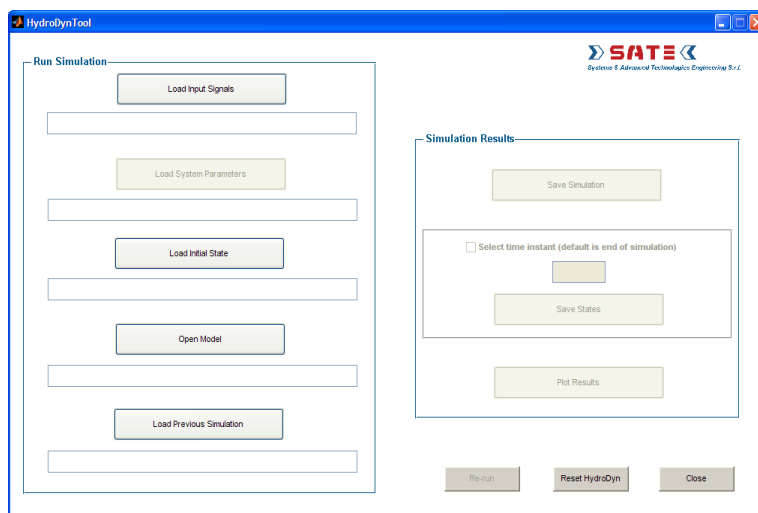 HydroDynTool
SATE
Systems & Advanced Technologies Engineering S.r.l.
Run Simulation
Load Input Signals
Load System Parameters
Load Initial State
Open Model
Load Previous Simulation
Simulation Results
Save Simulation
Select time instant (default is end of simulation)
Save States
Plot Results
Re-run
Reset HydroDyn
Close